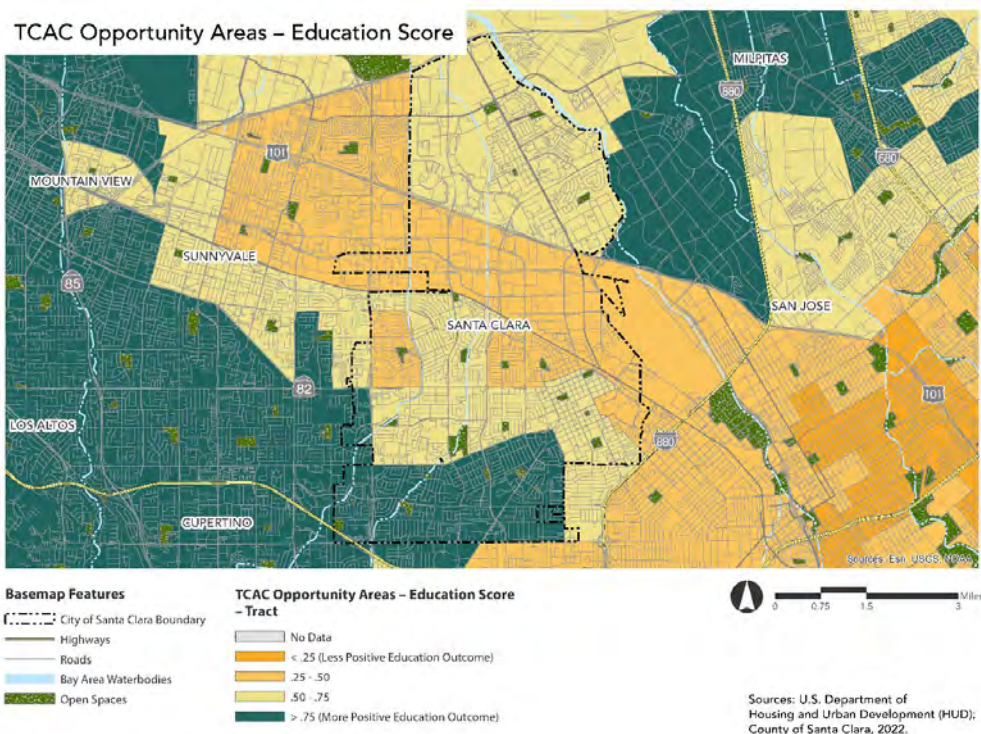 TCAC Opportunity Areas – Education Score
MILPITAS
880
101
680
MOUNTAIN VIEW
SUNNYVALE
85
SAN JOSE
SANTA CLARA
82
101
LOS ALTOS
880
CUPERTINO
Sources: Esri, USGS, NOAA
Basemap Features
City of Santa Clara Boundary
Highways
Roads
Bay Area Waterbodies
Open Spaces
TCAC Opportunity Areas – Education Score
– Tract
No Data
< .25 (Less Positive Education Outcome)
.25 - .50
.50 - .75
> .75 (More Positive Education Outcome)
0 0.75 1.5 3 Miles
Sources: U.S. Department of
Housing and Urban Development (HUD);
County of Santa Clara, 2022.